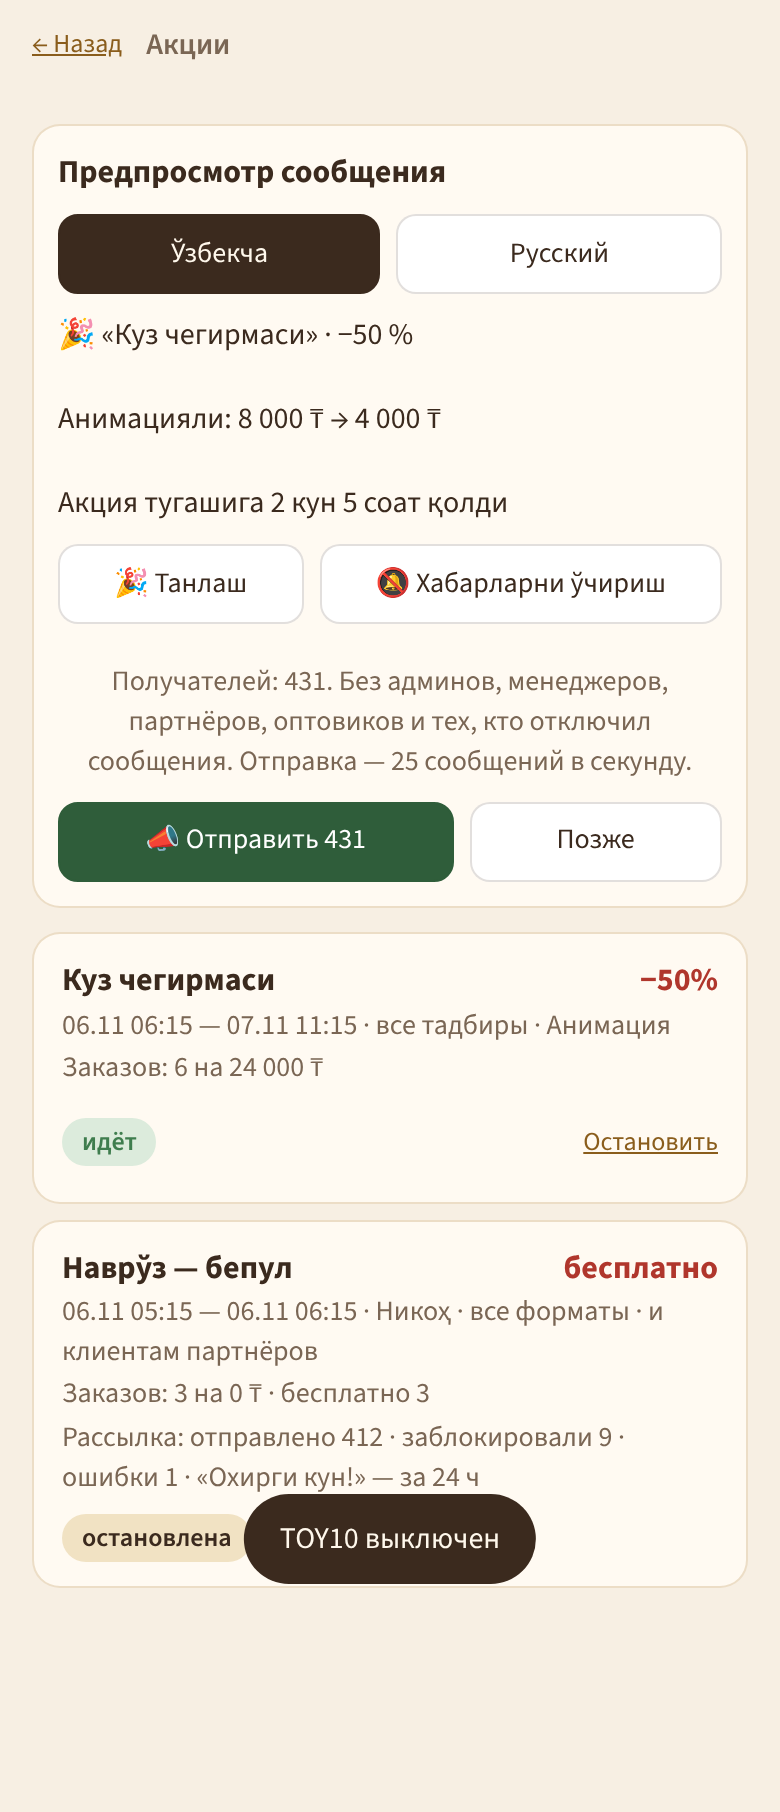 ← Назад Акции
Предпросмотр сообщения
Ўзбекча Русский
🎉 «Куз чегирмаси» · −50 %
Анимацияли: 8 000 ₸ → 4 000 ₸
Акция тугашига 2 кун 5 соат қолди
🎉 Танлаш 🔕 Хабарларни ўчириш
Получателей: 431. Без админов, менеджеров,
партнёров, оптовиков и тех, кто отключил
сообщения. Отправка — 25 сообщений в секунду.
📣 Отправить 431 Позже
Куз чегирмаси −50%
06.11 06:15 — 07.11 11:15 · все тадбиры · Анимация
Заказов: 6 на 24 000 ₸
идёт Остановить
Наврўз — бепул бесплатно
06.11 05:15 — 06.11 06:15 · Никоҳ · все форматы · и
клиентам партнёров
Заказов: 3 на 0 ₸ · бесплатно 3
Рассылка: отправлено 412 · заблокировали 9 ·
ошибки 1 · «Охирги кун!» — за 24 ч
остановлена TOY10 выключен